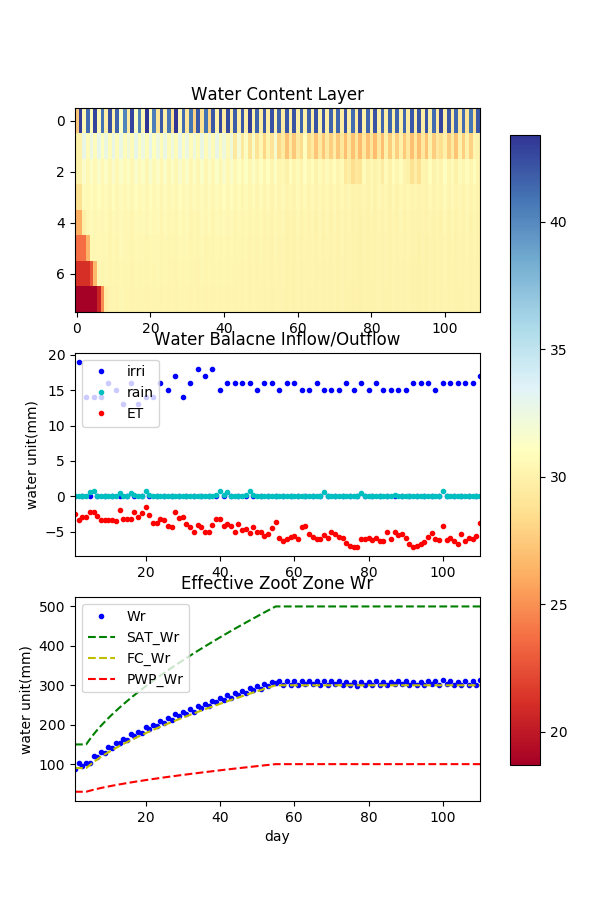 Water Content Layer
0
2
4
6
0 20 40 60 80 100
40
35
30
25
20
Water Balacne Inflow/Outflow
water unit(mm)
20
15
10
5
0
−5
irri
rain
ET
20 40 60 80 100
Effective Zoot Zone Wr
water unit(mm)
500
400
300
200
100
Wr
SAT_Wr
FC_Wr
PWP_Wr
20 40 60 80 100
day